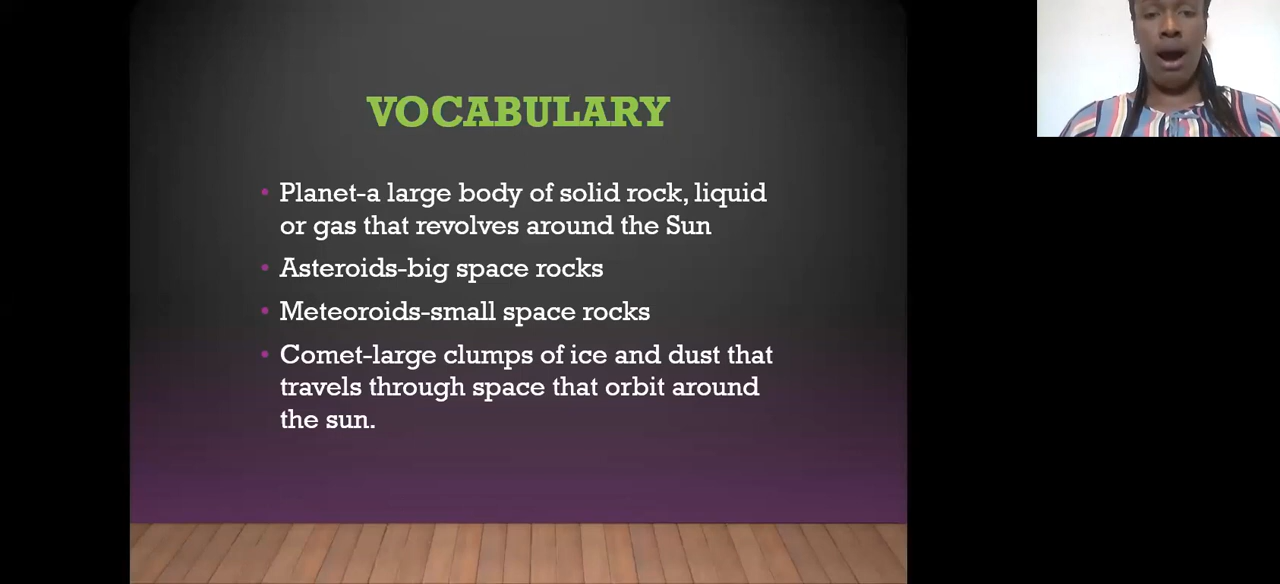 VOCABULARY
Planet-a large body of solid rock, liquid
or gas that revolves around the Sun
Asteroids-big space rocks
Meteoroids-small space rocks
Comet-large clumps of ice and dust that
travels through space that orbit around
the sun.